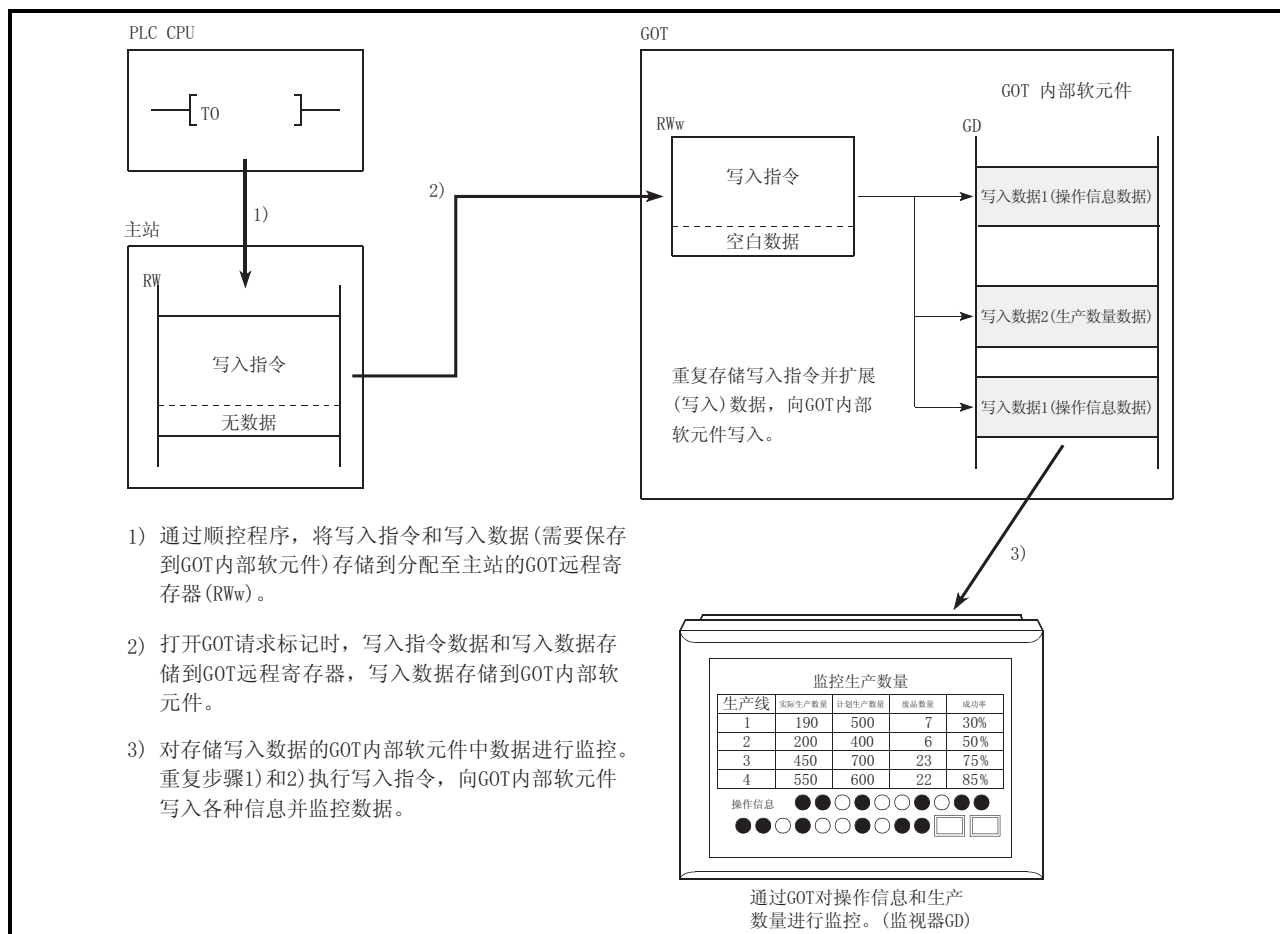 PLC CPU
TO
1)
主站
RW
写入指令
无数据
2)
GOT
GOT 内部软元件
RWw
GD
写入指令
空白数据
写入数据1(操作信息数据)
写入数据2(生产数量数据)
写入数据1(操作信息数据)
重复存储写入指令并扩展
(写入)数据，向GOT内部
软元件写入。
1) 通过顺控程序，将写入指令和写入数据(需要保存
到GOT内部软元件)存储到分配至主站的GOT远程寄
存器(RWw)。
2) 打开GOT请求标记时，写入指令数据和写入数据存
储到GOT远程寄存器，写入数据存储到GOT内部软
元件。
3) 对存储写入数据的GOT内部软元件中数据进行监控。
重复步骤1)和2)执行写入指令，向GOT内部软元件
写入各种信息并监控数据。
3)
监控生产数量
生产线 实际生产数量 计划生产数量 废品数量 成功率
1 190 500 7 30%
2 200 400 6 50%
3 450 700 23 75%
4 550 600 22 85%
操作信息
通过GOT对操作信息和生产
数量进行监控。(监视器GD)